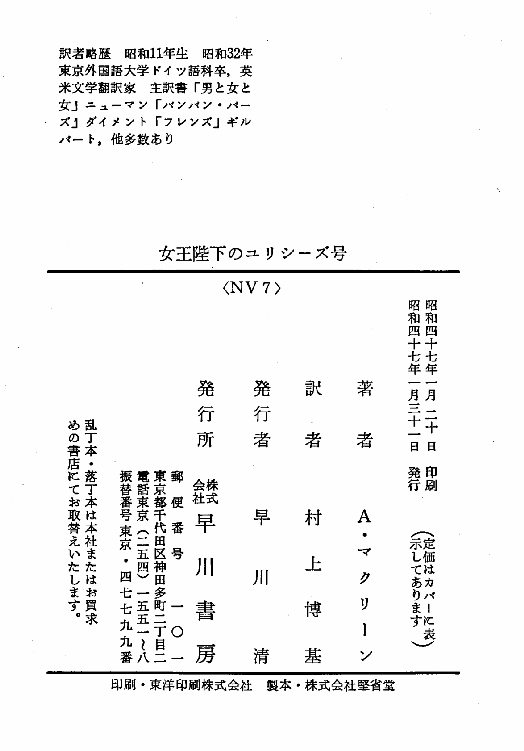 訳者略歴　昭和11年生　昭和32年
東京外国語大学ドイツ語科卒，英
米文学翻訳家　主訳書「男と女と
女」ニューマン「バンバン・バー
ズ」ダイメント「フレンズ」ギル
バート，他多数あり
女王陛下のユリシーズ号
〈NV7〉
昭和四十七年一月二十日　印刷
昭和四十七年一月三十一日　発行
（定価はカバーに表
示してあります）
著者　A・マクリーン
訳者　村上博基
発行者　早川清
発行所　株式会社早川書房
郵便番号　一〇一
東京都千代田区神田多町二丁目二
電話東京（二五四）一五五一〜八
振替番号東京・四七七九九番
乱丁本・落丁本は本社またはお買求
めの書店にてお取替えいたします。
印刷・東洋印刷株式会社　製本・株式会社堅省堂